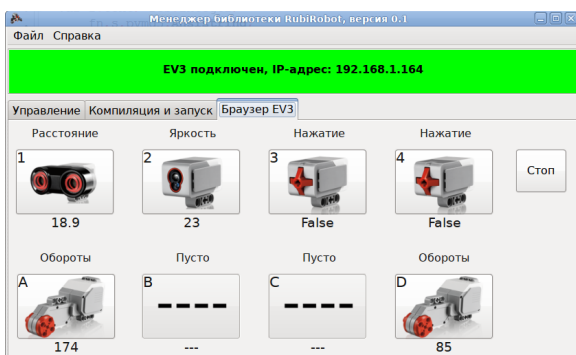 Менеджер библиотеки RubiRobot, версия 0.1
Файл Справка
EV3 подключен, IP-адрес: 192.168.1.164
Управление Компиляция и запуск Браузер EV3
Расстояние Яркость Нажатие Нажатие
1 2 3 4 Стоп
18.9 23 False False
Обороты Пусто Пусто Обороты
A B C D
---- ----
174 --- --- 85